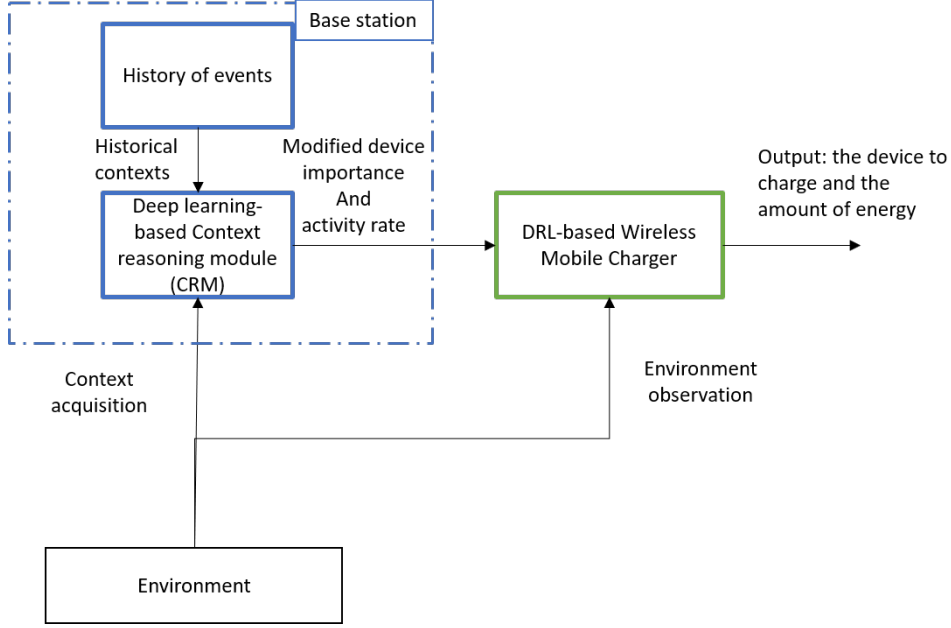 Base station
History of events
Historical
contexts
Modified device
importance
And
activity rate
Deep learning-
based Context
reasoning module
(CRM)
DRL-based Wireless
Mobile Charger
Output: the device to
charge and the
amount of energy
Context
acquisition
Environment
observation
Environment